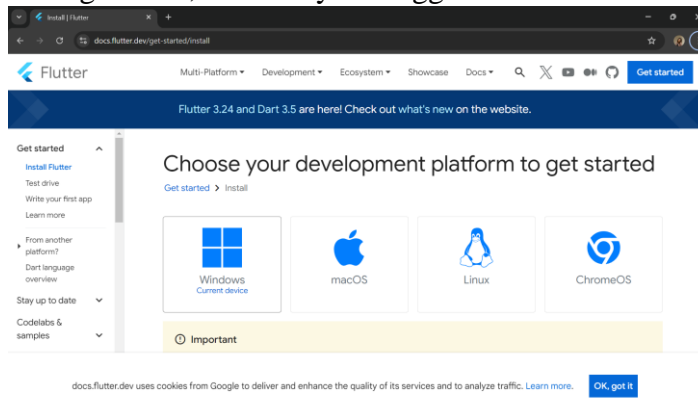 Install | Flutter
docs.flutter.dev/get-started/install
Flutter Multi-Platform Development Ecosystem Showcase Docs Get started
Flutter 3.24 and Dart 3.5 are here! Check out what's new on the website.
Get started
Install Flutter
Test drive
Write your first app
Learn more
From another
platform?
Dart language
overview
Stay up to date
Codelabs &
samples
Choose your development platform to get started
Get started > Install
Windows
Current device
macOS
Linux
ChromeOS
Important
docs.flutter.dev uses cookies from Google to deliver and enhance the quality of its services and to analyze traffic. Learn more. OK, got it